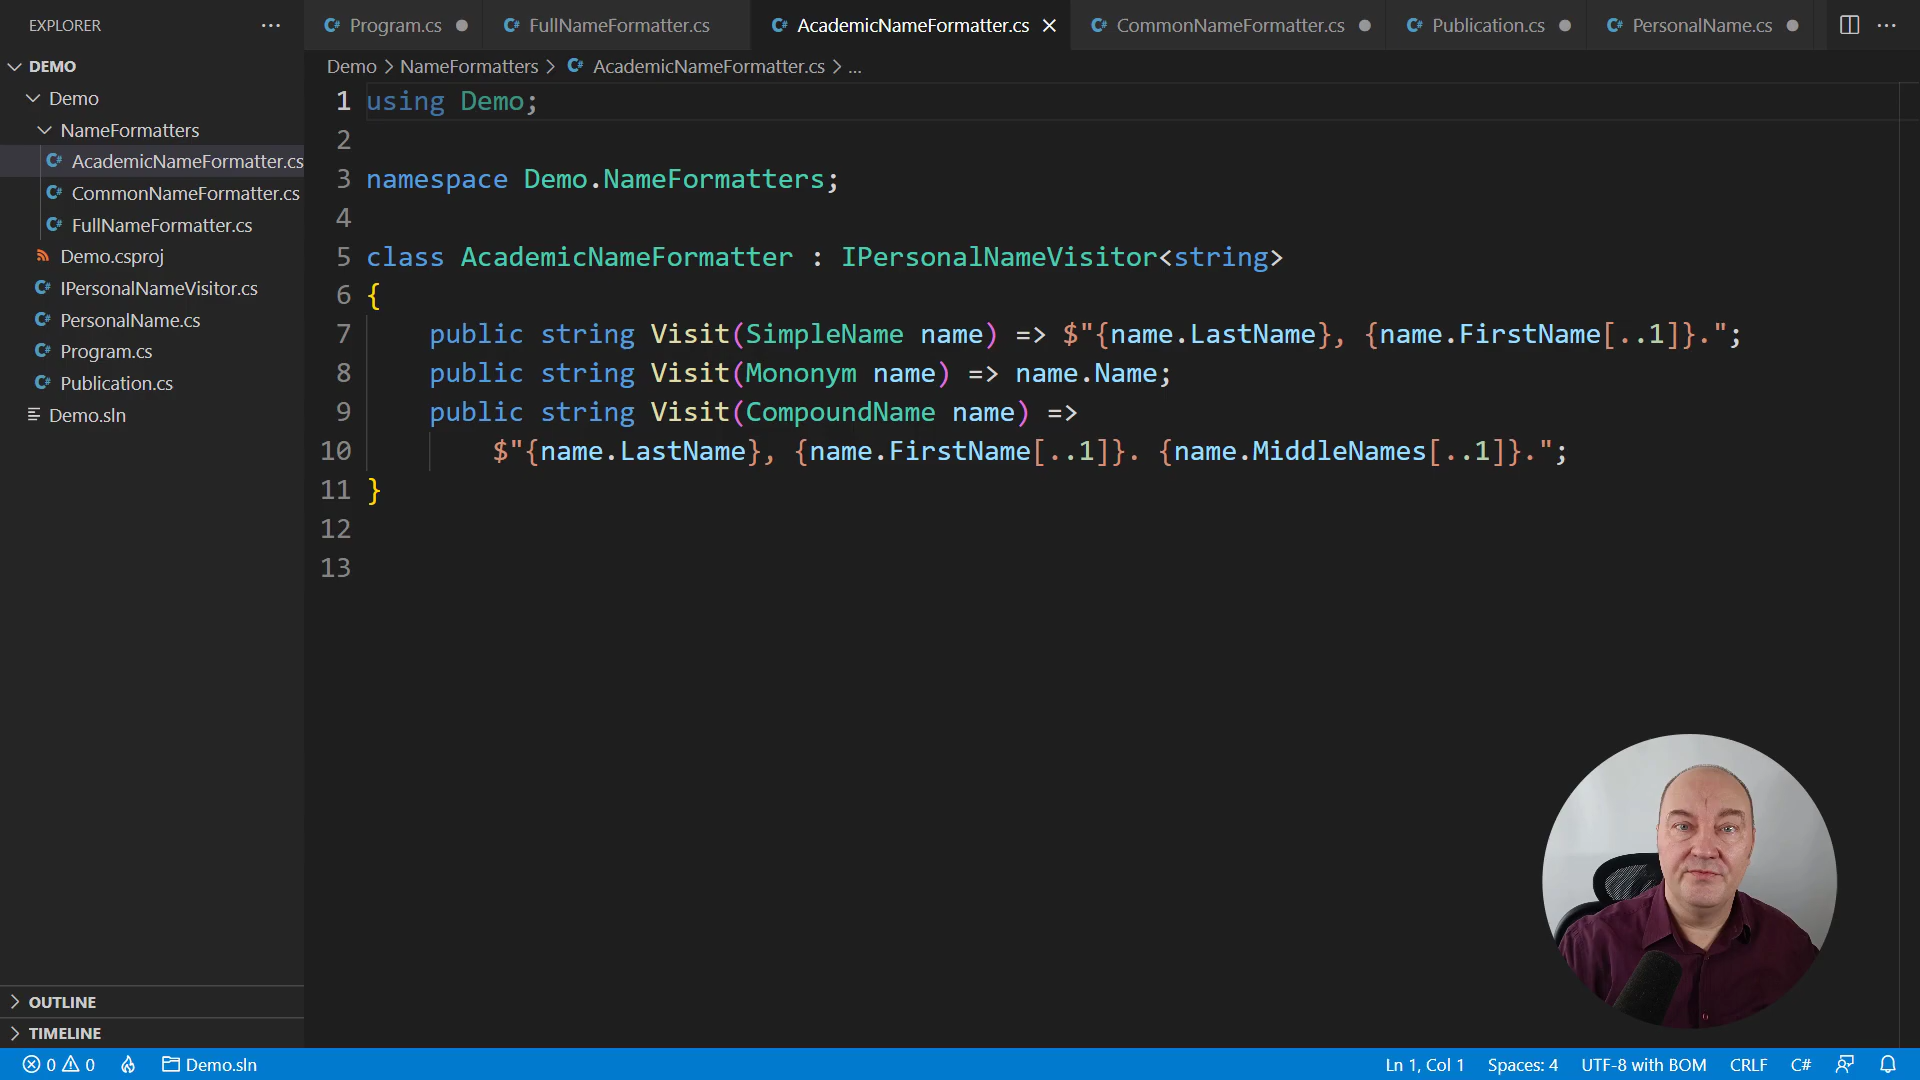 EXPLORER
DEMO
Demo
NameFormatters
AcademicNameFormatter.cs
CommonNameFormatter.cs
FullNameFormatter.cs
Demo.csproj
IPersonalNameVisitor.cs
PersonalName.cs
Program.cs
Publication.cs
Demo.sln
OUTLINE
TIMELINE
Program.cs FullNameFormatter.cs AcademicNameFormatter.cs CommonNameFormatter.cs Publication.cs PersonalName.cs
Demo > NameFormatters > AcademicNameFormatter.cs > ...
1 using Demo;
2
3 namespace Demo.NameFormatters;
4
5 class AcademicNameFormatter : IPersonalNameVisitor<string>
6 {
7 public string Visit(SimpleName name) => $"{name.LastName}, {name.FirstName[..1]}.";
8 public string Visit(Mononym name) => name.Name;
9 public string Visit(CompoundName name) =>
10 $"{name.LastName}, {name.FirstName[..1]}. {name.MiddleNames[..1]}.";
11 }
12
13
0 0 Demo.sln Ln 1, Col 1 Spaces: 4 UTF-8 with BOM CRLF C#